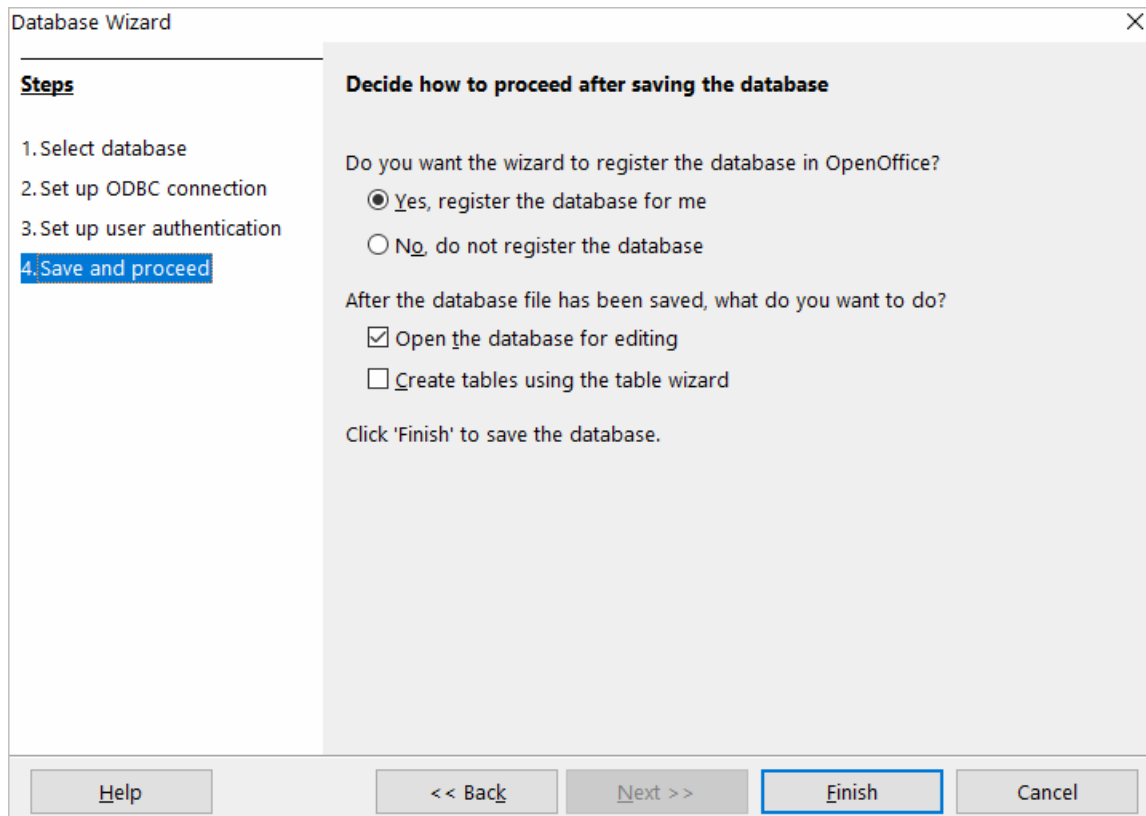 Database Wizard
Steps
1. Select database
2. Set up ODBC connection
3. Set up user authentication
4. Save and proceed
Decide how to proceed after saving the database
Do you want the wizard to register the database in OpenOffice?
Yes, register the database for me
No, do not register the database
After the database file has been saved, what do you want to do?
Open the database for editing
Create tables using the table wizard
Click 'Finish' to save the database.
Help
<< Back
Next >>
Finish
Cancel